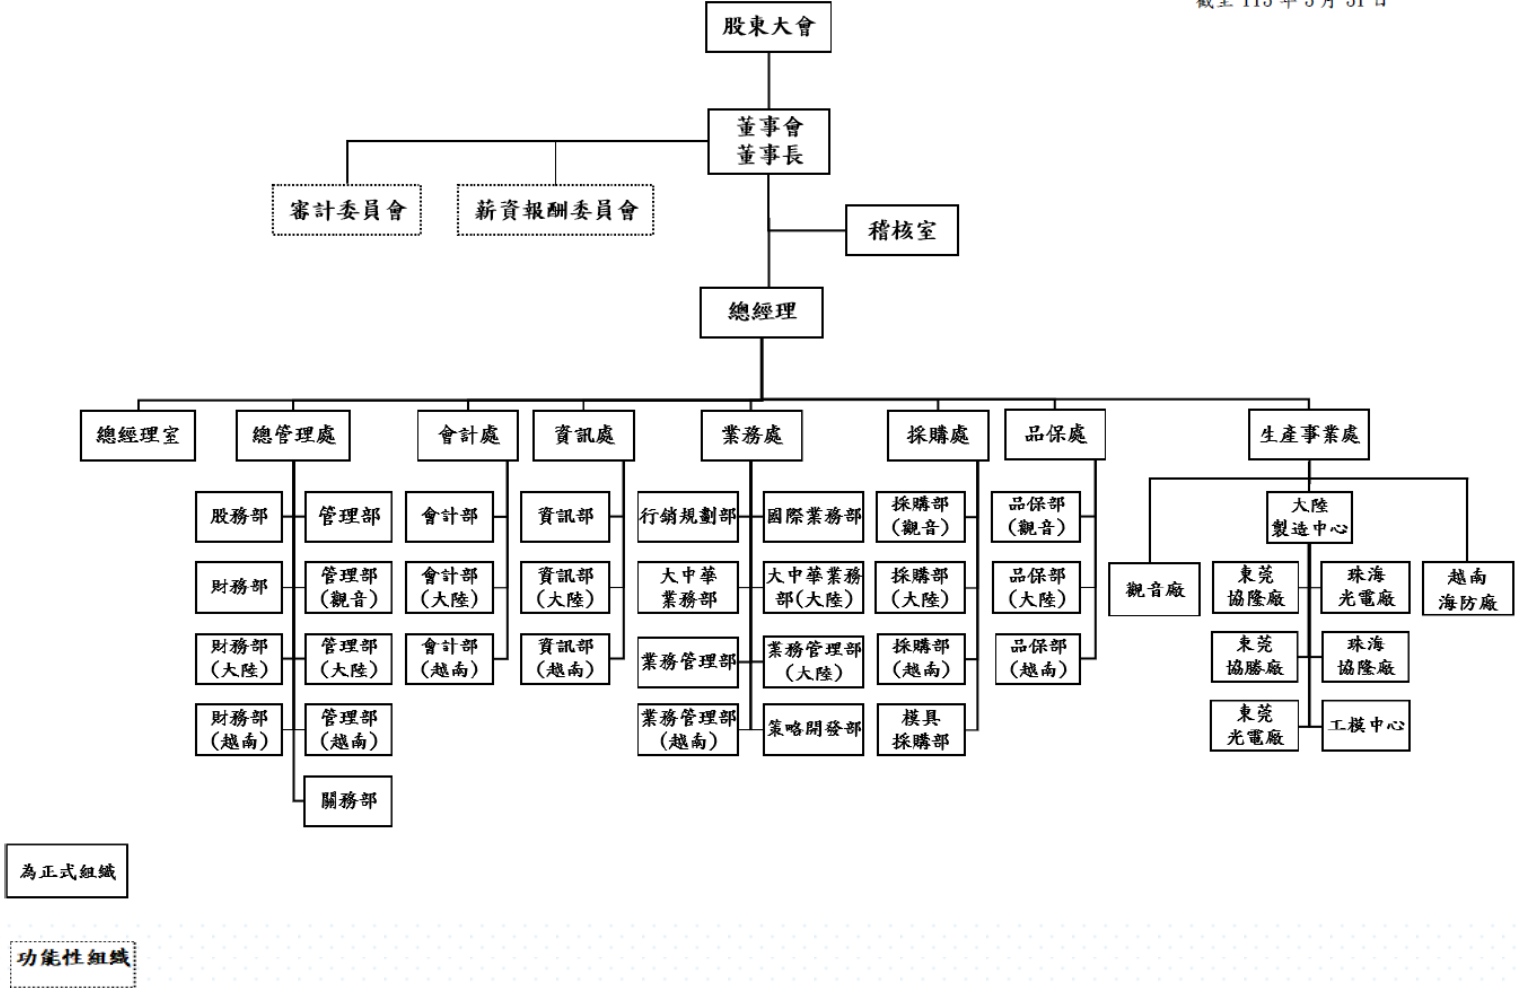 截至 115 年 3 月 31 日
股東大會
董事會
董事長
審計委員會
薪資報酬委員會
稽核室
總經理
總經理室
總管理處
會計處
資訊處
業務處
採購處
品保處
生產事業處
股務部
管理部
會計部
資訊部
行銷規劃部
國際業務部
採購部
(觀音)
品保部
(觀音)
大陸
製造中心
財務部
管理部
(觀音)
會計部
(大陸)
資訊部
(大陸)
大中華
業務部
大中華業務
部(大陸)
採購部
(大陸)
品保部
(大陸)
觀音廠
東莞
協隆廠
珠海
光電廠
越南
海防廠
財務部
(大陸)
管理部
(大陸)
會計部
(越南)
資訊部
(越南)
業務管理部
業務管理部
(大陸)
採購部
(越南)
品保部
(越南)
東莞
協勝廠
珠海
協隆廠
財務部
(越南)
管理部
(越南)
業務管理部
(越南)
策略開發部
模具
採購部
東莞
光電廠
工模中心
關務部
為正式組織
功能性組織